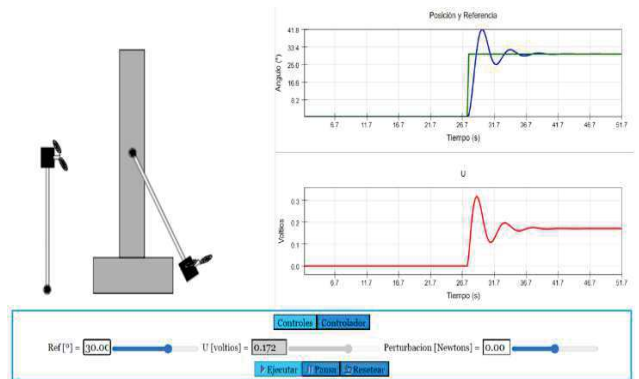 Posición y Referencia
41.8
33.4
25.0
16.6
8.2
Angulo (º)
6.7 11.7 16.7 21.7 26.7 31.7 36.7 41.7 46.7 51.7
Tiempo (s)
U
0.3
0.2
0.1
0.0
Voltios
6.7 11.7 16.7 21.7 26.7 31.7 36.7 41.7 46.7 51.7
Tiempo (s)
Controles Controlador
Ref [º] = 30.00 U [voltios] = 0.172 Perturbacion [Newtons] = 0.00
Ejecutar Pausa Resetear